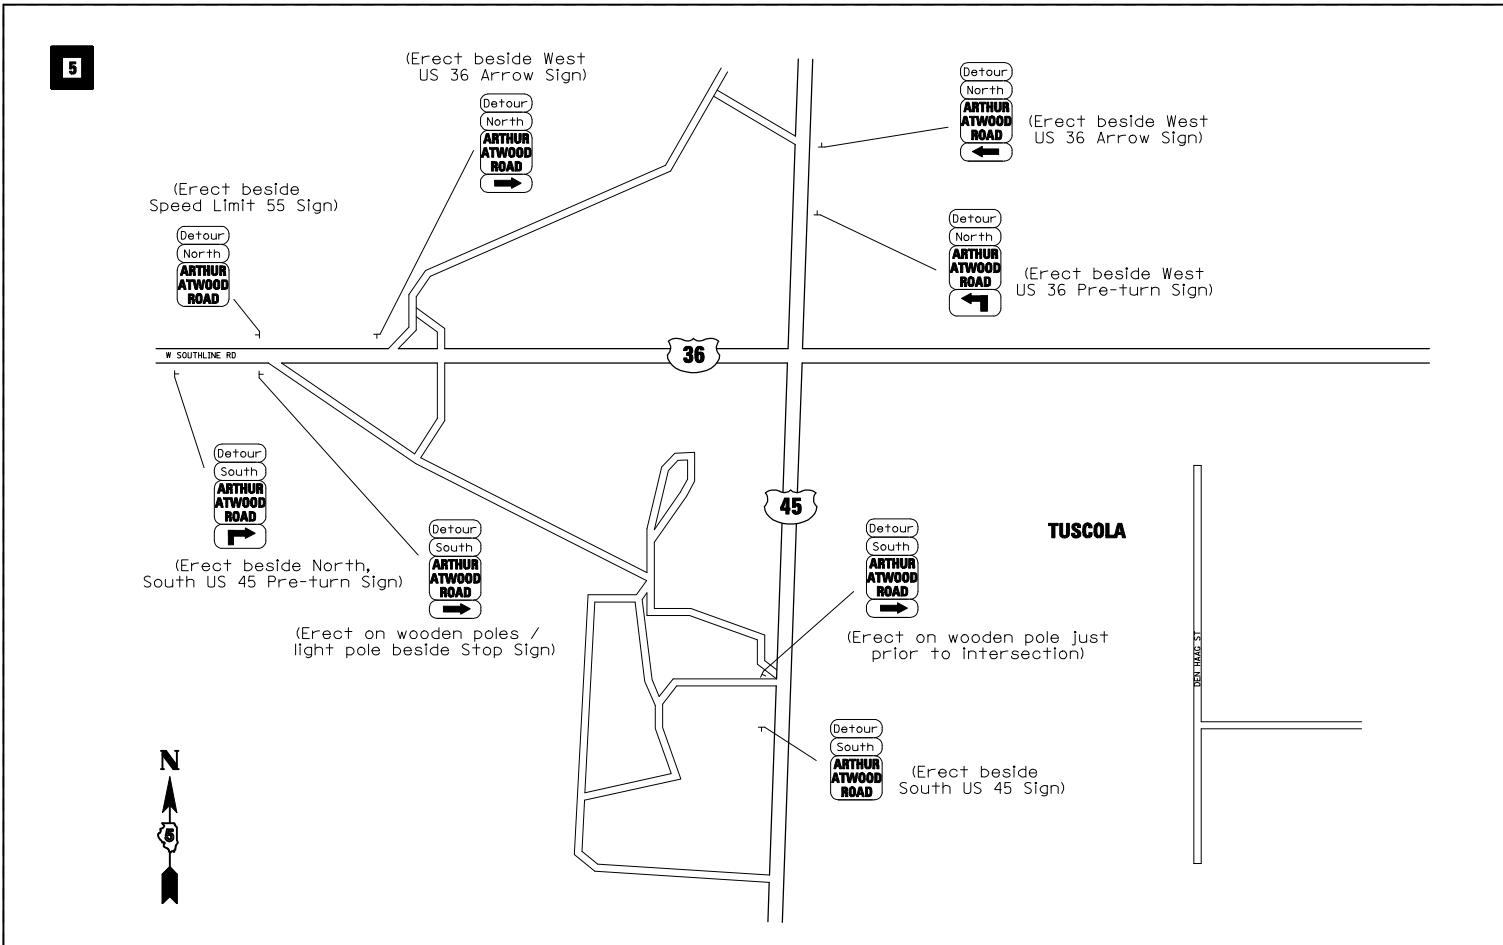 5
(Erect beside West
US 36 Arrow Sign)
Detour
North
ARTHUR
ATWOOD
ROAD
Detour
North
ARTHUR
ATWOOD
ROAD
(Erect beside West
US 36 Arrow Sign)
(Erect beside
Speed Limit 55 Sign)
Detour
North
ARTHUR
ATWOOD
ROAD
Detour
North
ARTHUR
ATWOOD
ROAD
(Erect beside West
US 36 Pre-turn Sign)
W SOUTHLINE RD
36
Detour
South
ARTHUR
ATWOOD
ROAD
(Erect beside North,
South US 45 Pre-turn Sign)
Detour
South
ARTHUR
ATWOOD
ROAD
(Erect on wooden poles /
light pole beside Stop Sign)
45
Detour
South
ARTHUR
ATWOOD
ROAD
(Erect on wooden pole just
prior to intersection)
TUSCOLA
DEN HAAG ST
Detour
South
ARTHUR
ATWOOD
ROAD
(Erect beside
South US 45 Sign)
N
5